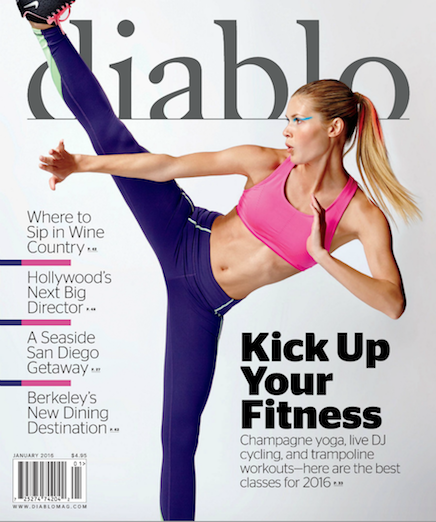 diablo
Where to
Sip in Wine
Country
Hollywood's
Next Big
Director
A Seaside
San Diego
Getaway
Berkeley's
New Dining
Destination
Kick Up
Your
Fitness
Champagne yoga, live DJ
cycling, and trampoline
workouts—here are the best
classes for 2016
JANUARY 2016 $4.95
WWW.DIABLOMAG.COM